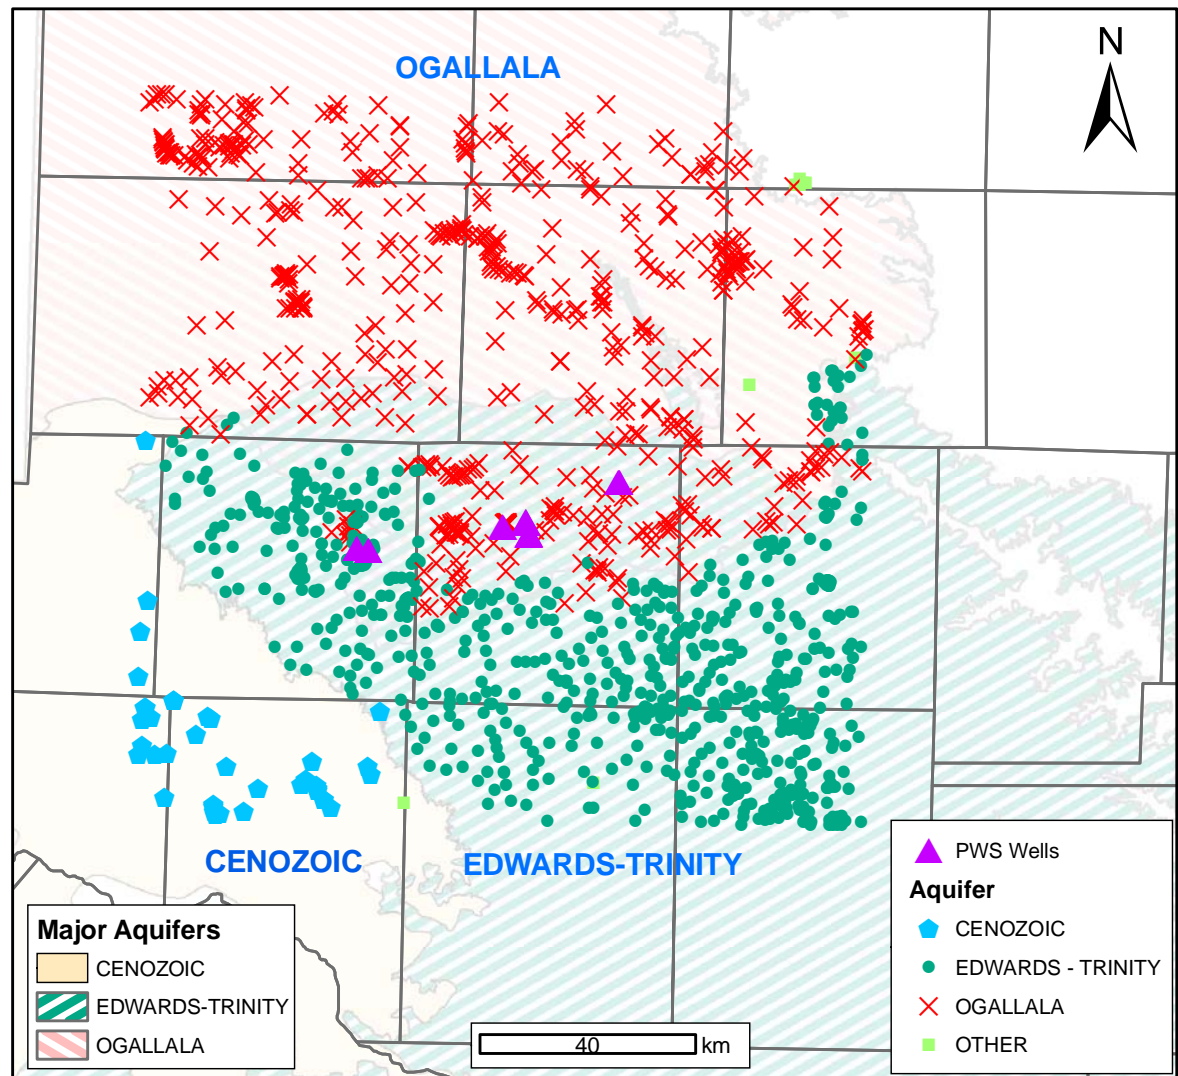 OGALLALA
N
CENOZOIC
EDWARDS-TRINITY
Major Aquifers
CENOZOIC
EDWARDS-TRINITY
OGALLALA
40
km
PWS Wells
Aquifer
CENOZOIC
EDWARDS - TRINITY
OGALLALA
OTHER